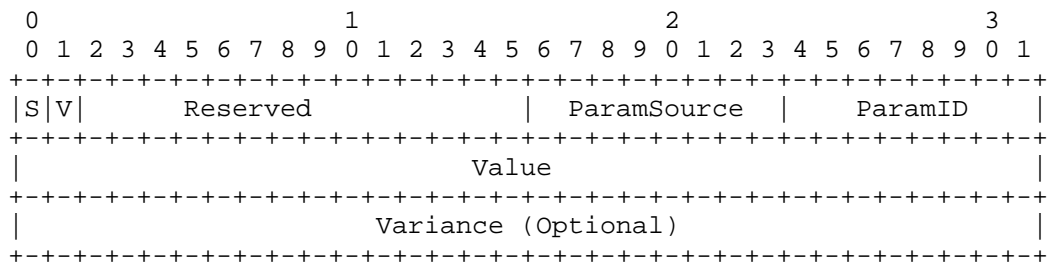 0                   1                   2                   3
 0 1 2 3 4 5 6 7 8 9 0 1 2 3 4 5 6 7 8 9 0 1 2 3 4 5 6 7 8 9 0 1
+-+-+-+-+-+-+-+-+-+-+-+-+-+-+-+-+-+-+-+-+-+-+-+-+-+-+-+-+-+-+-+-+
|S|V|      Reserved             |  ParamSource  |    ParamID    |
+-+-+-+-+-+-+-+-+-+-+-+-+-+-+-+-+-+-+-+-+-+-+-+-+-+-+-+-+-+-+-+-+
|                            Value                              |
+-+-+-+-+-+-+-+-+-+-+-+-+-+-+-+-+-+-+-+-+-+-+-+-+-+-+-+-+-+-+-+-+
|                      Variance (Optional)                      |
+-+-+-+-+-+-+-+-+-+-+-+-+-+-+-+-+-+-+-+-+-+-+-+-+-+-+-+-+-+-+-+-+